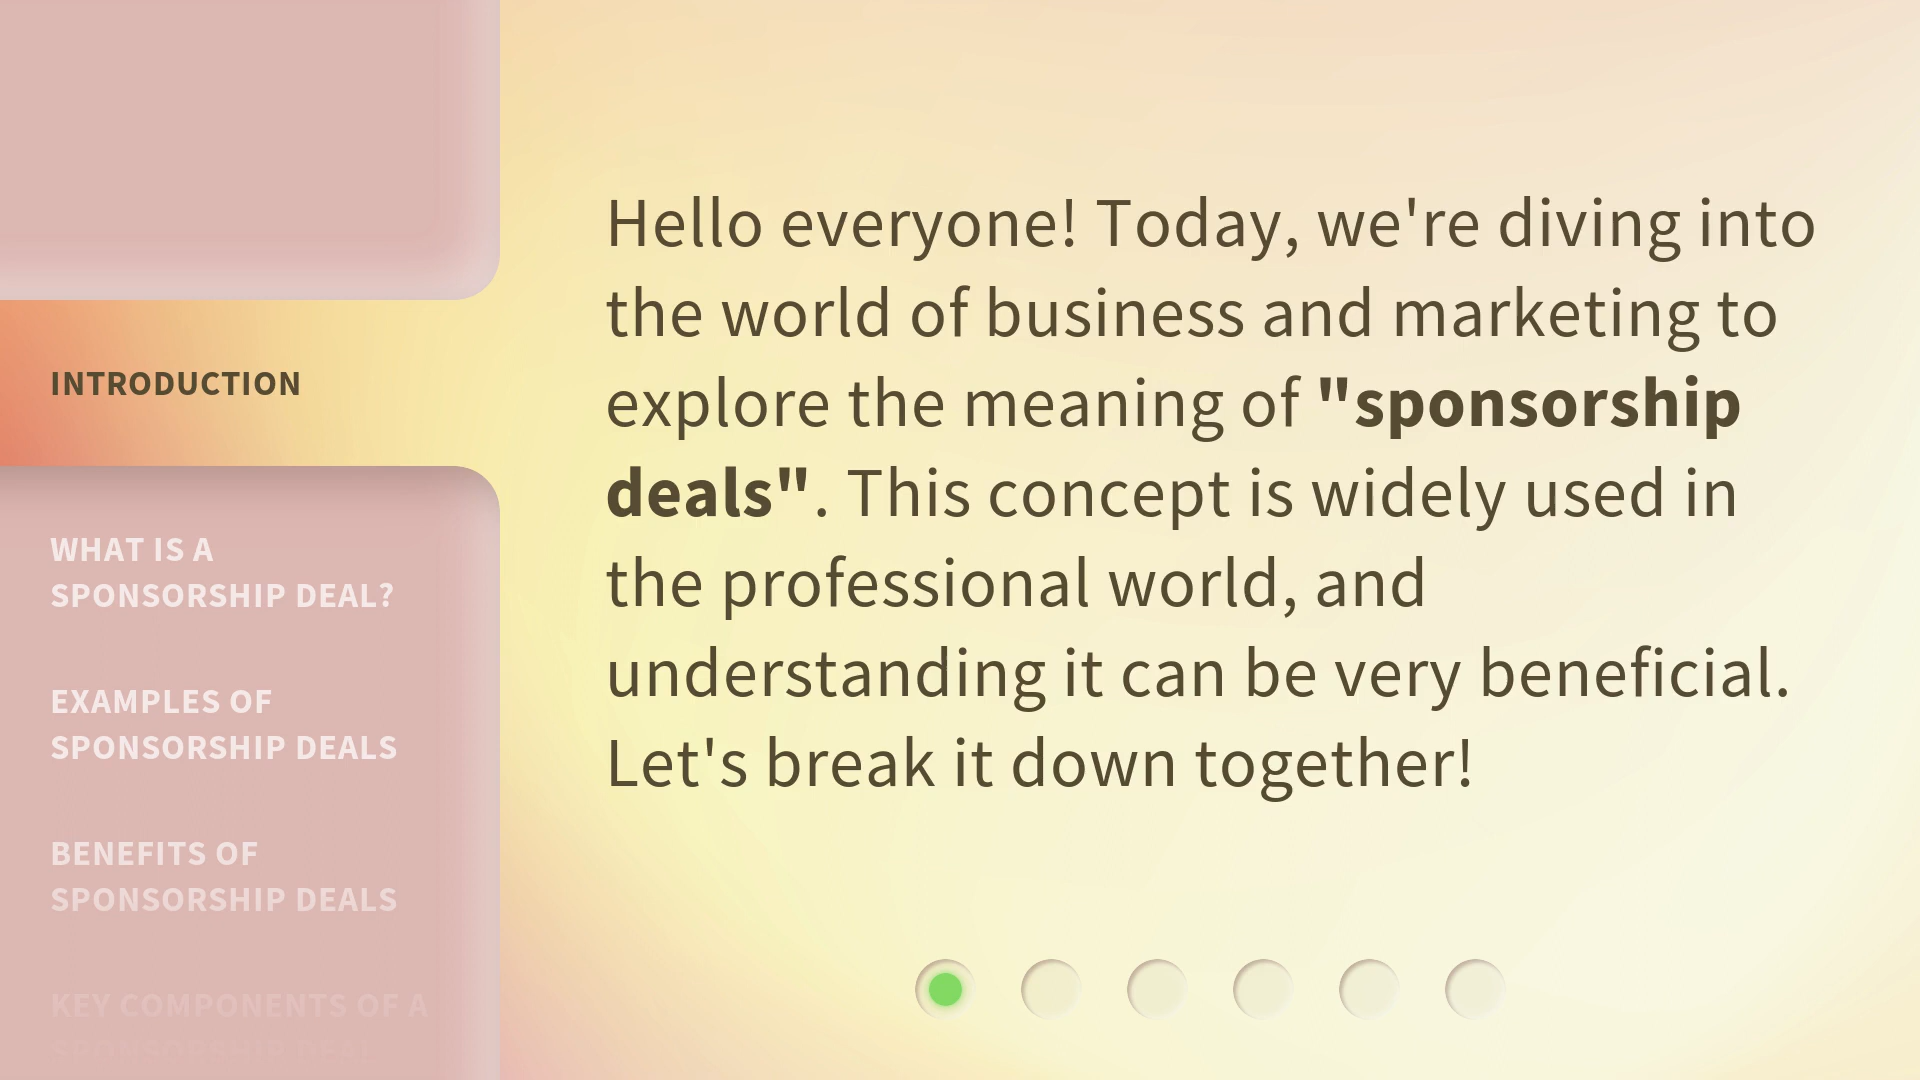 INTRODUCTION
WHAT IS A
SPONSORSHIP DEAL?
EXAMPLES OF
SPONSORSHIP DEALS
BENEFITS OF
SPONSORSHIP DEALS
KEY COMPONENTS OF A
SPONSORSHIP DEAL
Hello everyone! Today, we're diving into
the world of business and marketing to
explore the meaning of "sponsorship
deals". This concept is widely used in
the professional world, and
understanding it can be very beneficial.
Let's break it down together!